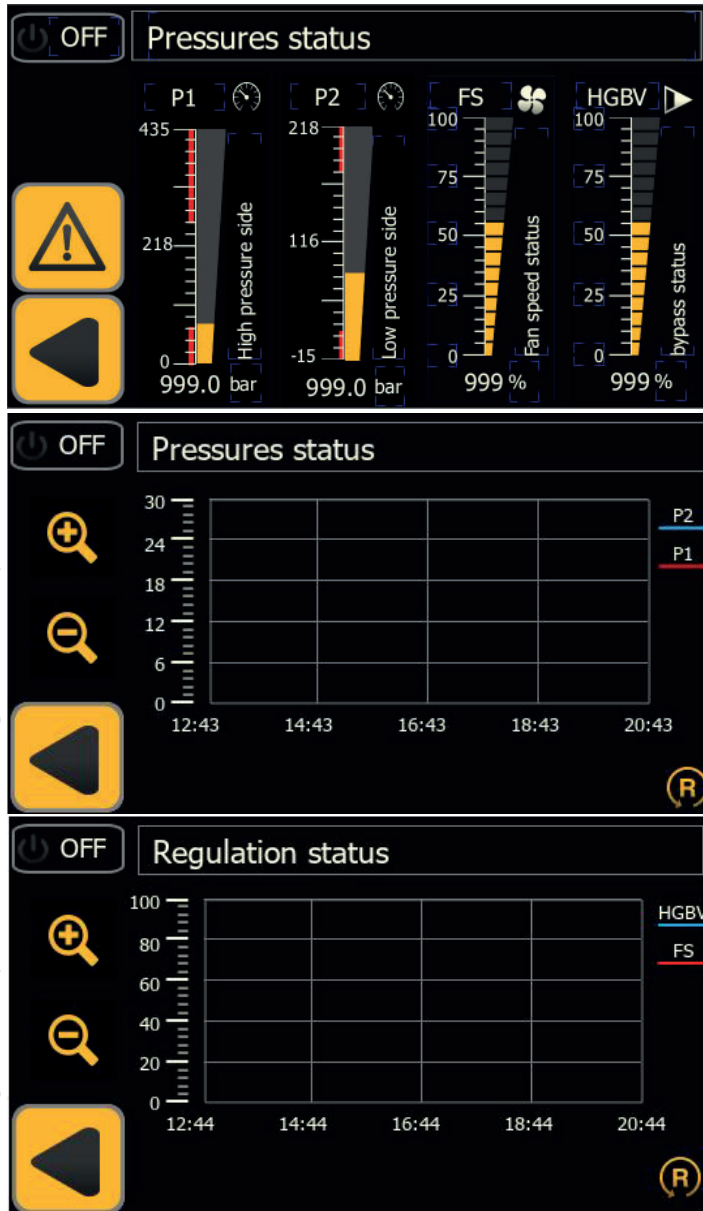 OFF
Pressures status
P1
P2
FS
HGBV
435
218
0
High pressure side
999.0 bar
218
116
-15
Low pressure side
999.0 bar
100
75
50
25
0
Fan speed status
999 %
100
75
50
25
0
bypass status
999 %
OFF
Pressures status
30
24
18
12
6
0
12:43
14:43
16:43
18:43
20:43
P2
P1
R
OFF
Regulation status
100
80
60
40
20
0
12:44
14:44
16:44
18:44
20:44
HGBV
FS
R